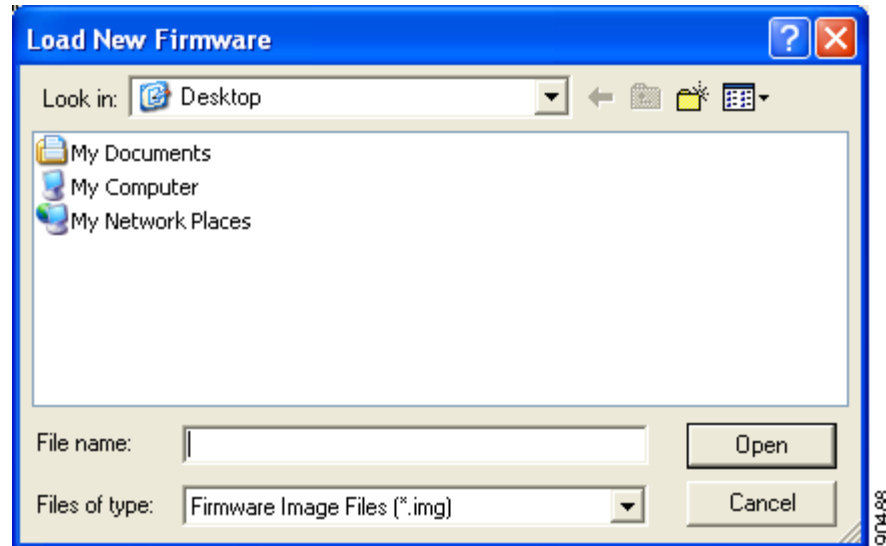 Load New Firmware
Look in: Desktop
My Documents
My Computer
My Network Places
File name:
Open
Files of type: Firmware Image Files (*.img)
Cancel
90488